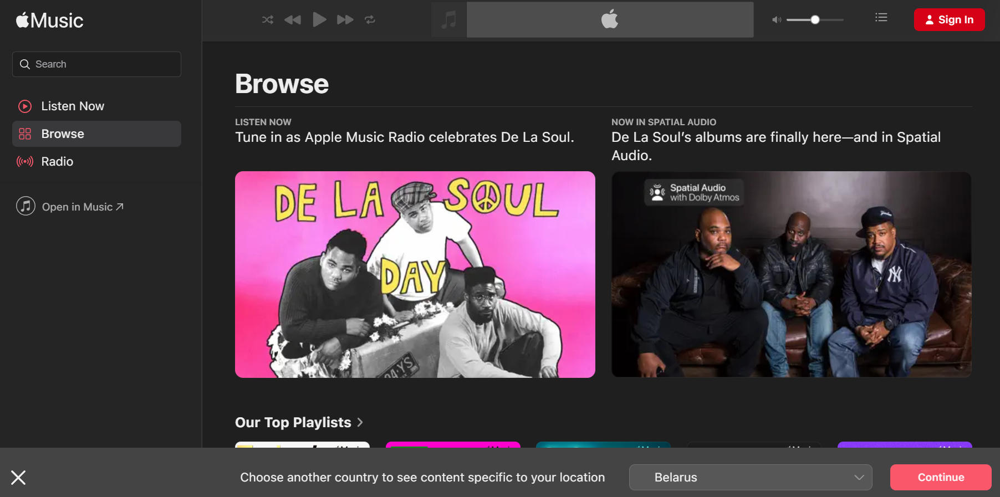 Music
Search
Listen Now
Browse
Radio
Open in Music
Sign In
Browse
LISTEN NOW
Tune in as Apple Music Radio celebrates De La Soul.
NOW IN SPATIAL AUDIO
De La Soul’s albums are finally here—and in Spatial
Audio.
DE LA SOUL
DAY
Spatial Audio
with Dolby Atmos
NY
Our Top Playlists
Choose another country to see content specific to your location
Belarus
Continue